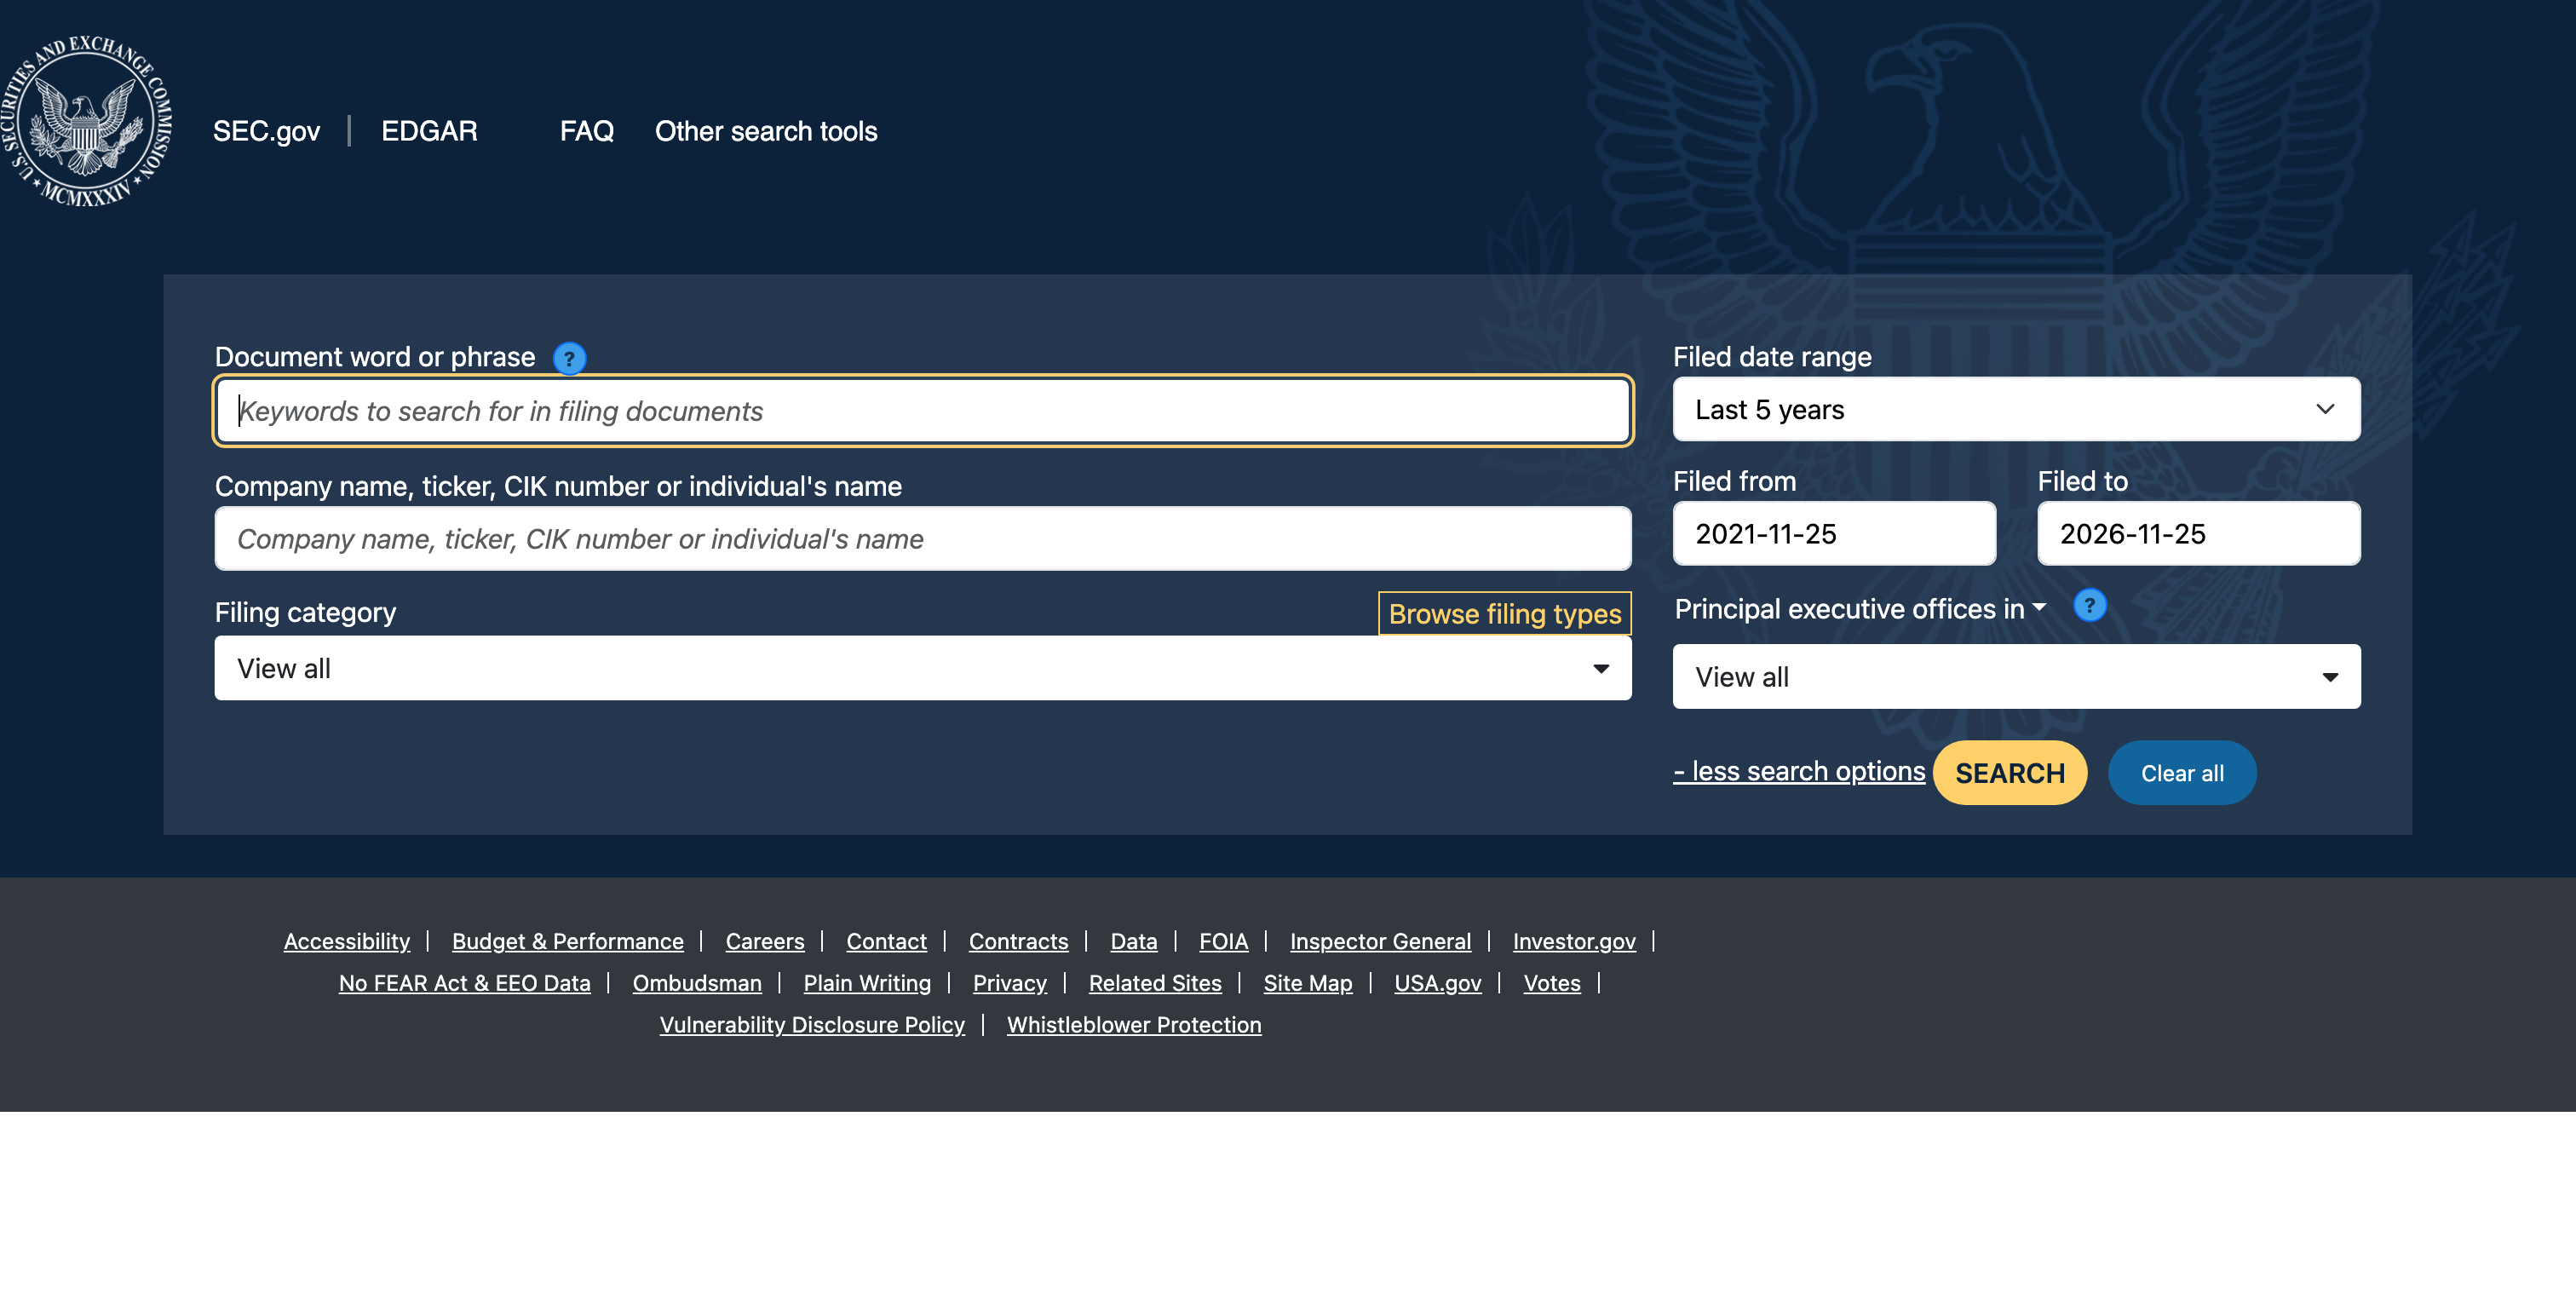 U.S. SECURITIES AND EXCHANGE COMMISSION
MCMXXXIV
SEC.gov | EDGAR FAQ Other search tools
Document word or phrase ?
Keywords to search for in filing documents
Company name, ticker, CIK number or individual's name
Company name, ticker, CIK number or individual's name
Filing category Browse filing types
View all
Filed date range
Last 5 years
Filed from Filed to
2021-11-25 2026-11-25
Principal executive offices in ?
View all
- less search options SEARCH Clear all
Accessibility | Budget & Performance | Careers | Contact | Contracts | Data | FOIA | Inspector General | Investor.gov |
No FEAR Act & EEO Data | Ombudsman | Plain Writing | Privacy | Related Sites | Site Map | USA.gov | Votes |
Vulnerability Disclosure Policy | Whistleblower Protection